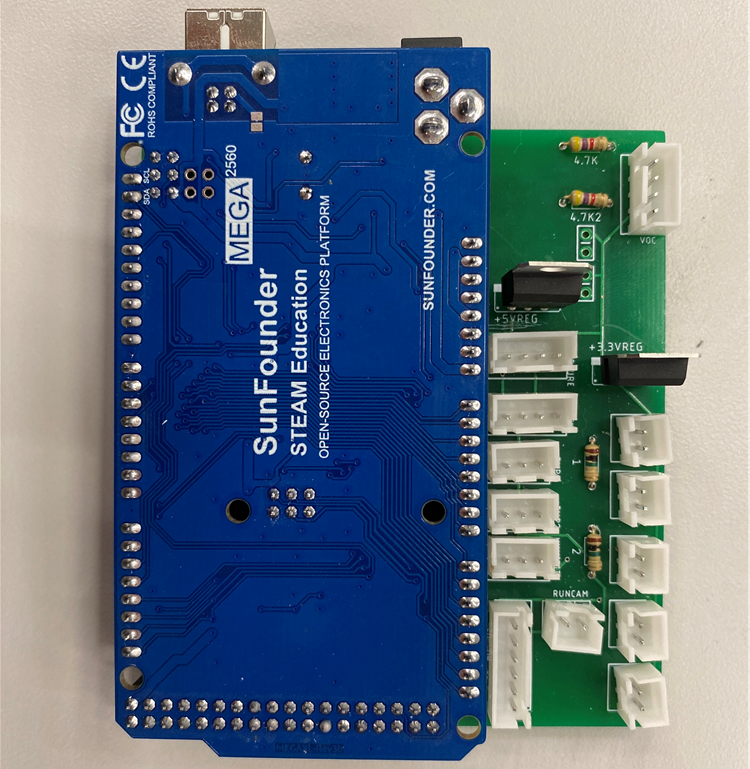 FC CE
ROHS COMPLIANT
SCL
SDA
MEGA
2560
SunFounder
STEAM Education
OPEN-SOURCE ELECTRONICS PLATFORM
SUNFOUNDER.COM
4.7K
4.7K2
VOC
+5VREG
+3.3VREG
1
2
RUNCAM